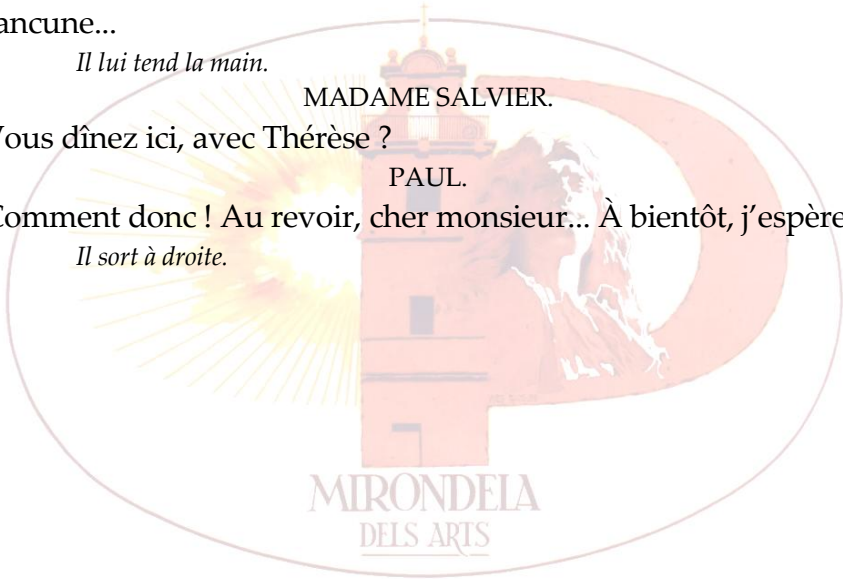 ancune...
Il lui tend la main.
MADAME SALVIER.
Vous dînez ici, avec Thérèse ?
PAUL.
Comment donc ! Au revoir, cher monsieur... À bientôt, j’espère
Il sort à droite.
MIRONDELA
DELS ARTS